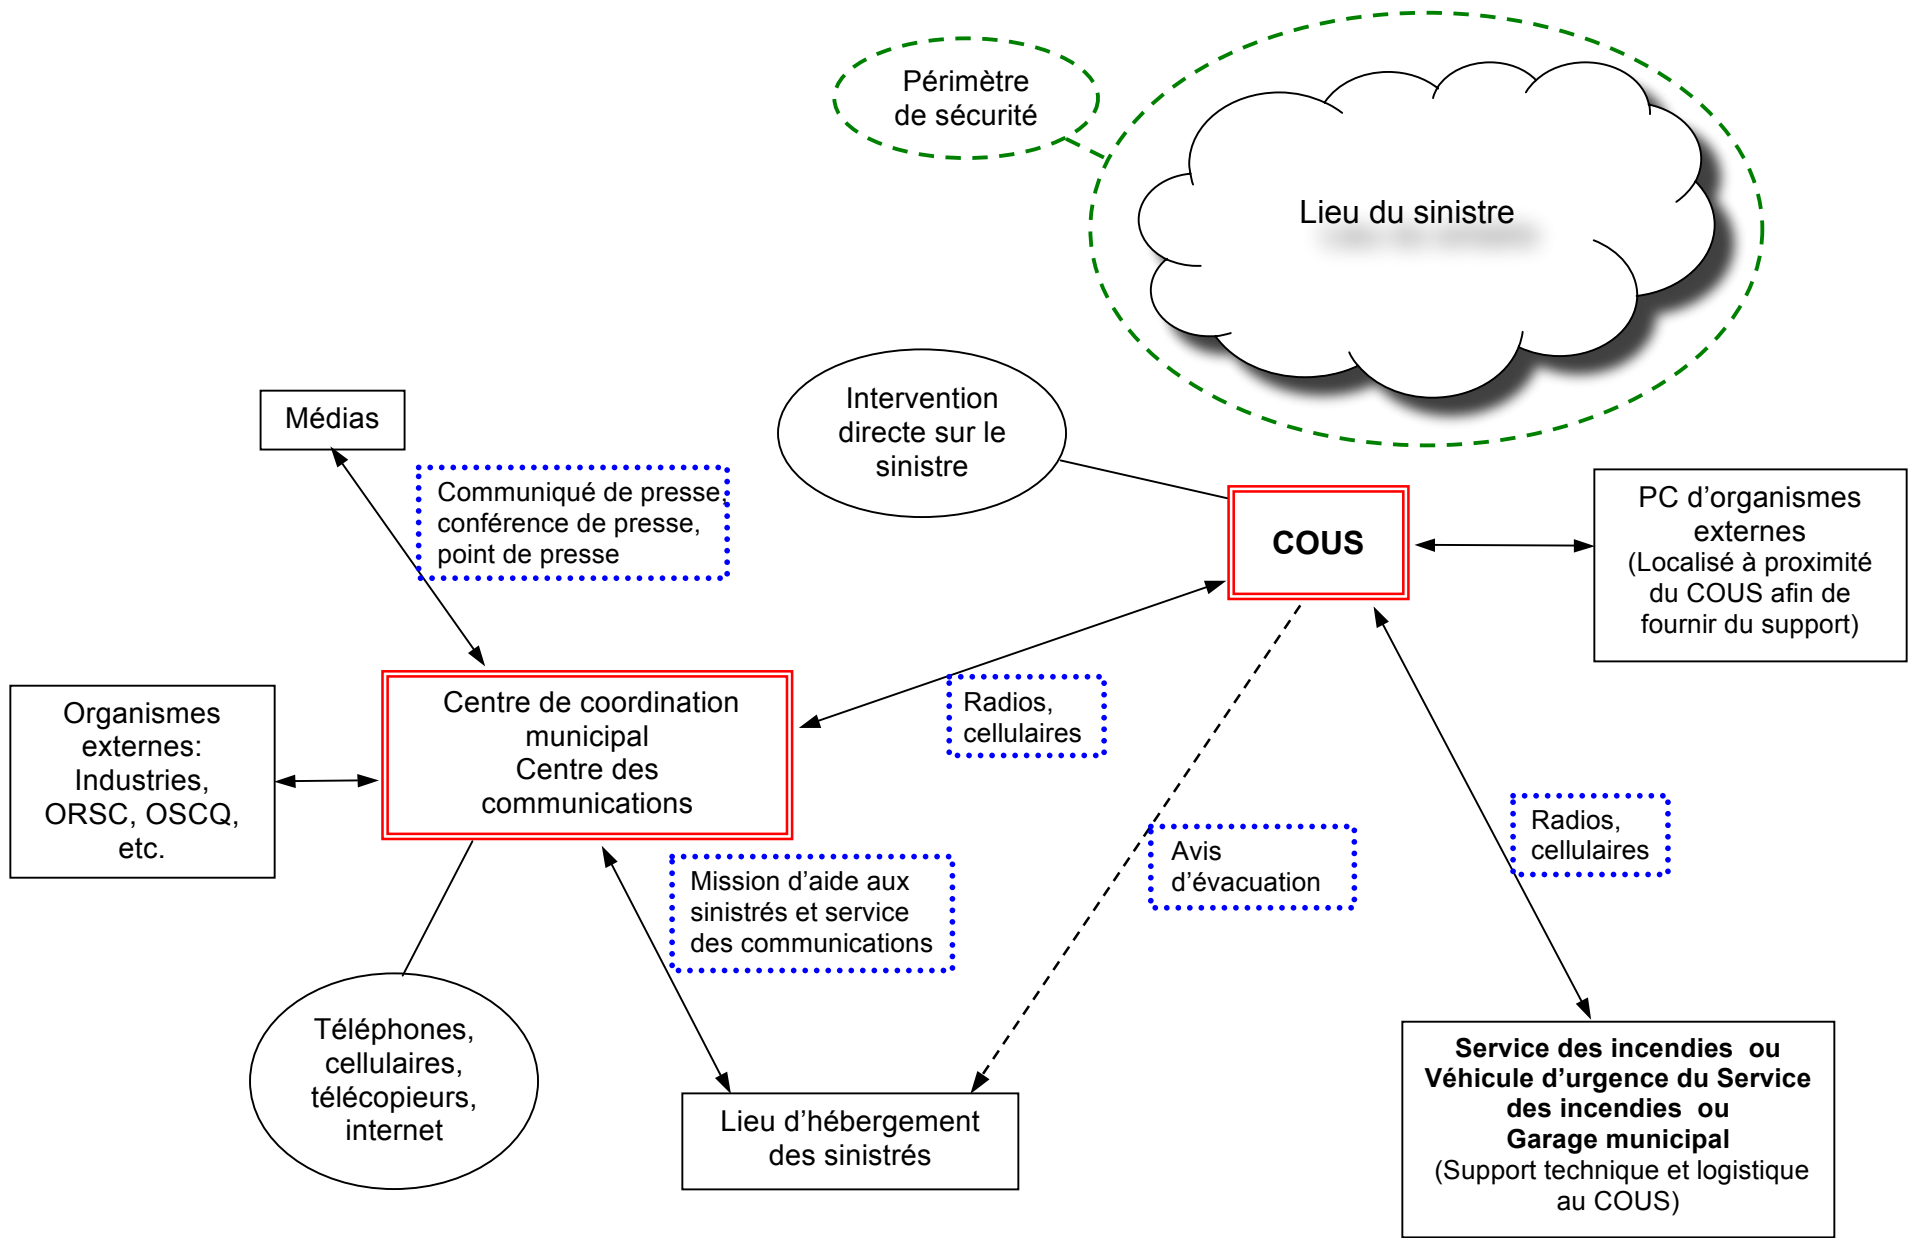 Périmètre
de sécurité
Lieu du sinistre
Médias
Communiqué de presse,
conférence de presse,
point de presse
Intervention
directe sur le
sinistre
COUS
PC d’organismes
externes
(Localisé à proximité
du COUS afin de
fournir du support)
Organismes
externes:
Industries,
ORSC, OSCQ,
etc.
Centre de coordination
municipal
Centre des
communications
Radios,
cellulaires
Radios,
cellulaires
Avis
d’évacuation
Mission d’aide aux
sinistrés et service
des communications
Téléphones,
cellulaires,
télécopieurs,
internet
Lieu d’hébergement
des sinistrés
Service des incendies  ou
Véhicule d’urgence du Service
des incendies  ou
Garage municipal
(Support technique et logistique
au COUS)